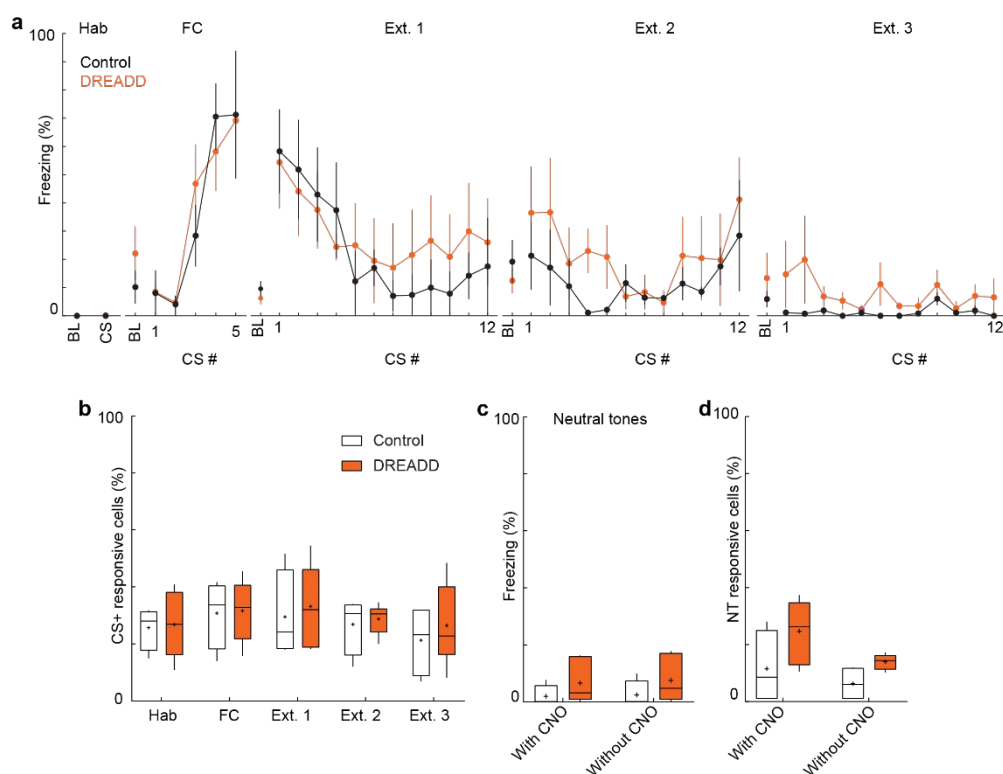 a
Hab
FC
Ext. 1
Ext. 2
Ext. 3
100
Control
DREADD
Freezing (%)
0
BL
CS
BL
1
5
BL
1
12
BL
1
12
BL
1
12
CS #
CS #
CS #
CS #
b
100
Control
DREADD
CS+ responsive cells (%)
0
Hab
FC
Ext. 1
Ext. 2
Ext. 3
c
Neutral tones
100
Freezing (%)
0
With CNO
Without CNO
d
100
NT responsive cells (%)
0
With CNO
Without CNO